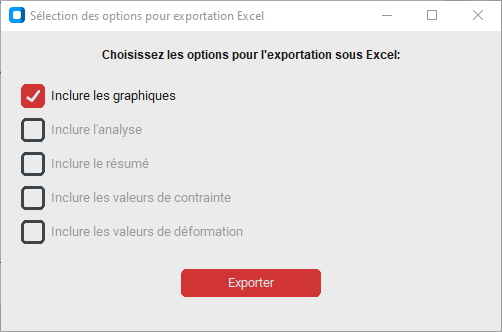 Sélection des options pour exportation Excel
Choisissez les options pour l'exportation sous Excel:
Inclure les graphiques
Inclure l'analyse
Inclure le résumé
Inclure les valeurs de contrainte
Inclure les valeurs de déformation
Exporter